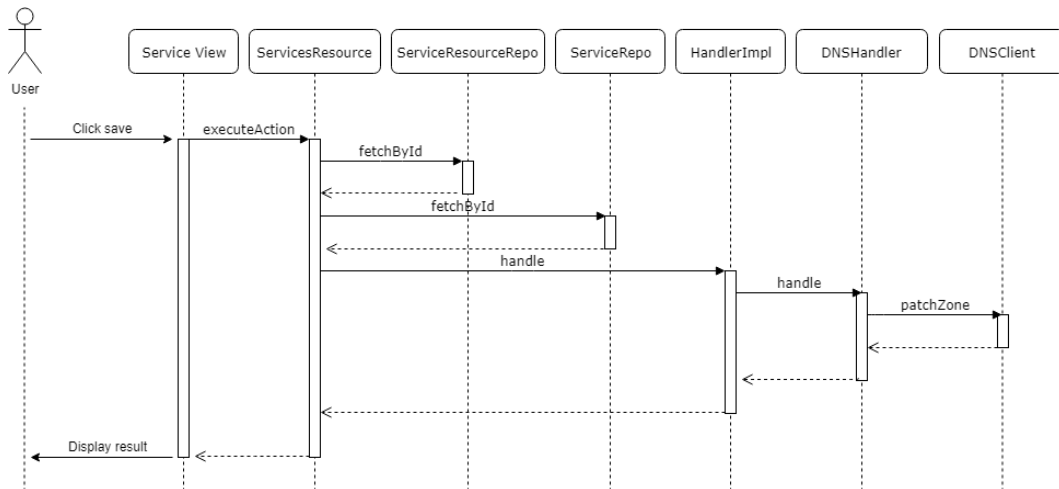 User
Service View
ServicesResource
ServiceResourceRepo
ServiceRepo
HandlerImpl
DNSHandler
DNSClient
Click save
executeAction
fetchById
fetchById
handle
handle
patchZone
Display result